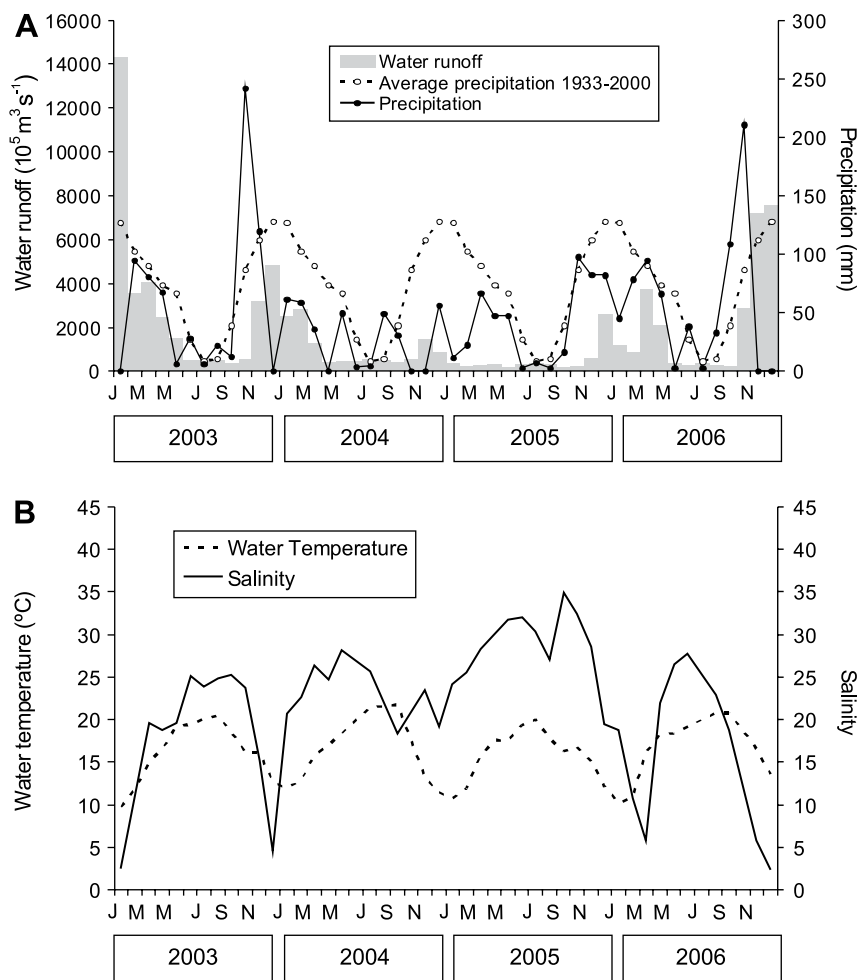 A
16000 300
14000 250
12000 200
10000
8000 150
6000 100
4000 50
2000
0 0
Water runoff (10⁵ m³ s⁻¹)
Precipitation (mm)
Water runoff
Average precipitation 1933-2000
Precipitation
J M M J S N J M M J S N J M M J S N J M M J S N
2003 2004 2005 2006
B
45 45
40 40
35 35
30 30
25 25
20 20
15 15
10 10
5 5
0 0
Water temperature (ºC)
Salinity
Water Temperature
Salinity
J M M J S N J M M J S N J M M J S N J M M J S N
2003 2004 2005 2006